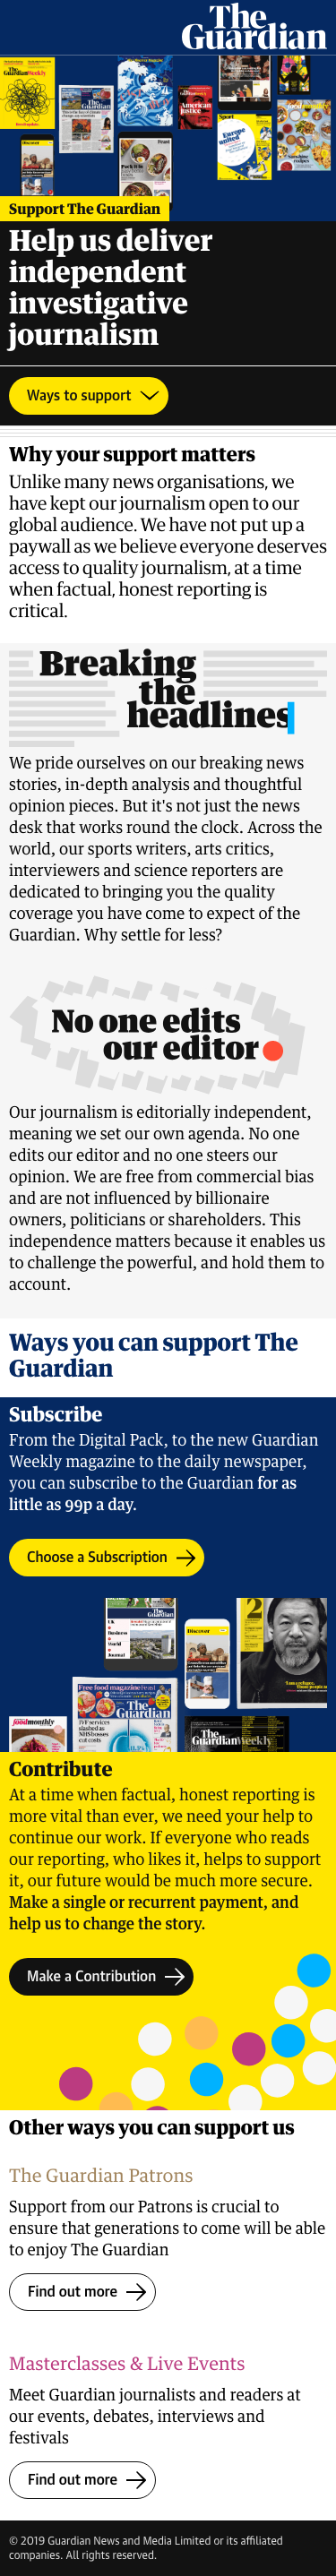 The
Guardian
Support The Guardian
Help us deliver
independent
investigative
journalism
Ways to support
Why your support matters
Unlike many news organisations, we
have kept our journalism open to our
global audience. We have not put up a
paywall as we believe everyone deserves
access to quality journalism, at a time
when factual, honest reporting is
critical.
Breaking
the
headlines
We pride ourselves on our breaking news
stories, in-depth analysis and thoughtful
opinion pieces. But it's not just the news
desk that works round the clock. Across the
world, our sports writers, arts critics,
interviewers and science reporters are
dedicated to bringing you the quality
coverage you have come to expect of the
Guardian. Why settle for less?
No one edits
our editor
Our journalism is editorially independent,
meaning we set our own agenda. No one
edits our editor and no one steers our
opinion. We are free from commercial bias
and are not influenced by billionaire
owners, politicians or shareholders. This
independence matters because it enables us
to challenge the powerful, and hold them to
account.
Ways you can support The
Guardian
Subscribe
From the Digital Pack, to the new Guardian
Weekly magazine to the daily newspaper,
you can subscribe to the Guardian for as
little as 99p a day.
Choose a Subscription
Discover
Free food magazine
The
Guardian
food monthly
The
Guardian Weekly
Contribute
At a time when factual, honest reporting is
more vital than ever, we need your help to
continue our work. If everyone who reads
our reporting, who likes it, helps to support
it, our future would be much more secure.
Make a single or recurrent payment, and
help us to change the story.
Make a Contribution
Other ways you can support us
The Guardian Patrons
Support from our Patrons is crucial to
ensure that generations to come will be able
to enjoy The Guardian
Find out more
Masterclasses & Live Events
Meet Guardian journalists and readers at
our events, debates, interviews and
festivals
Find out more
© 2019 Guardian News and Media Limited or its affiliated
companies. All rights reserved.